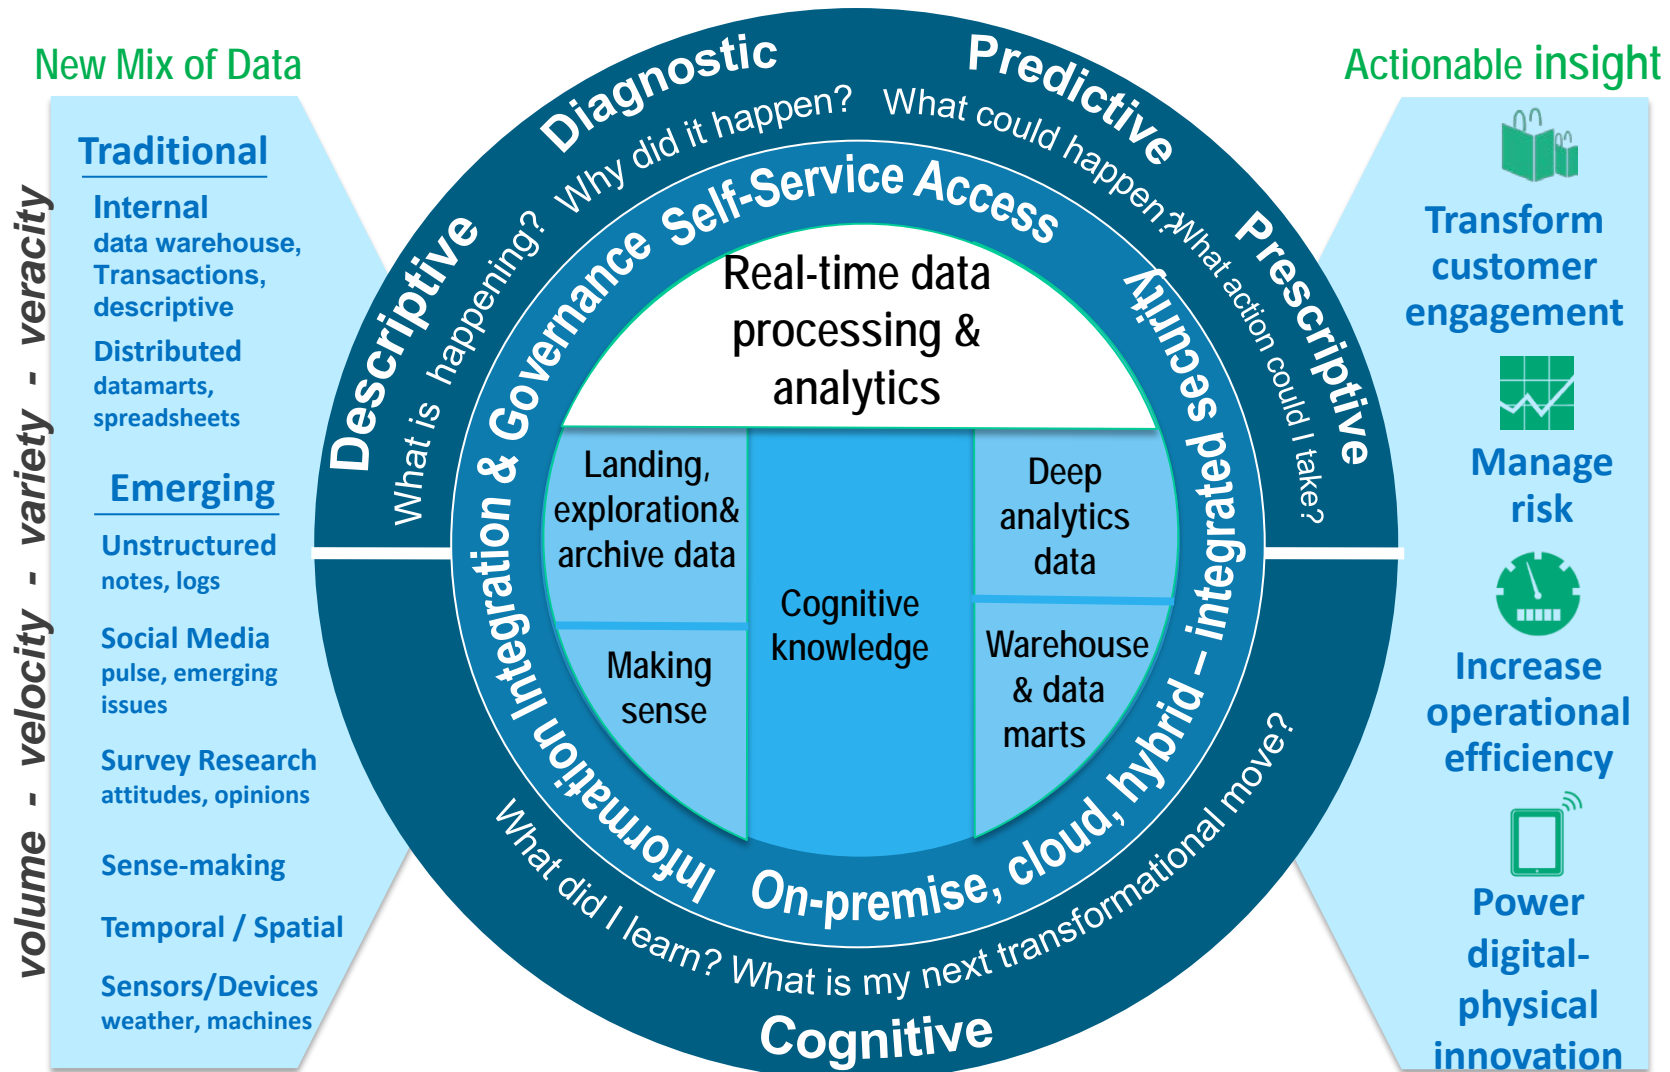 New Mix of Data
volume - velocity - variety - veracity
Traditional
Internal
data warehouse,
Transactions,
descriptive
Distributed
datamarts,
spreadsheets
Emerging
Unstructured
notes, logs
Social Media
pulse, emerging
issues
Survey Research
attitudes, opinions
Sense-making
Temporal / Spatial
Sensors/Devices
weather, machines
Descriptive
What is happening?
Diagnostic
Why did it happen?
Predictive
What could happen?
Prescriptive
What action could I take?
Information Integration & Governance
Self-Service Access
On-premise, cloud, hybrid – integrated security
Real-time data
processing &
analytics
Landing,
exploration&
archive data
Making
sense
Cognitive
knowledge
Deep
analytics
data
Warehouse
& data
marts
What did I learn? What is my next transformational move?
Cognitive
Actionable insight
Transform
customer
engagement
Manage
risk
Increase
operational
efficiency
Power
digital-
physical
innovation